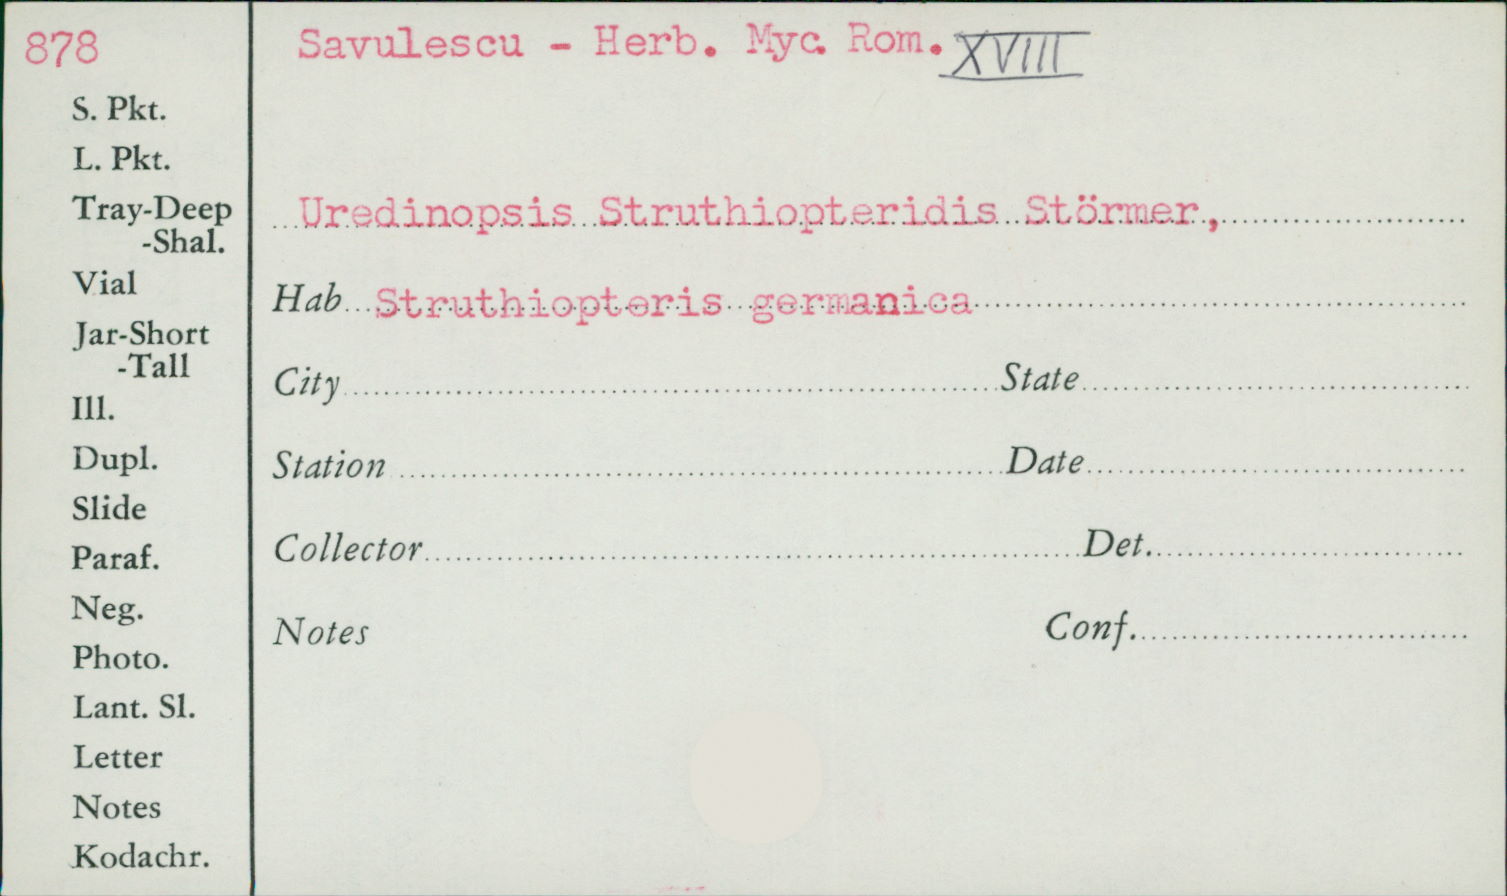 878
Savulescu - Herb. Myc. Rom. XVIII
S. Pkt.
L. Pkt.
Tray-Deep
-Shal.
Vial
Jar-Short
-Tall
Ill.
Dupl.
Slide
Paraf.
Neg.
Photo.
Lant. Sl.
Letter
Notes
Kodachr.
Uredinopsis Struthiopteridis Störmer,
Hab Struthiopteris germanica
City State
Station Date
Collector Det.
Notes Conf.